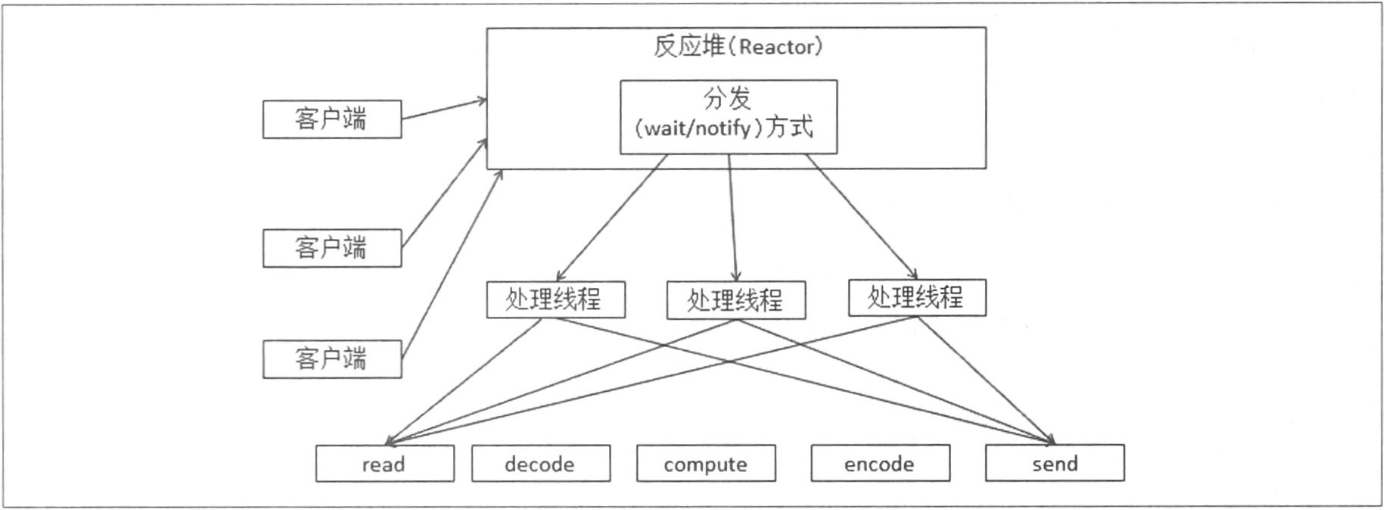 反应堆(Reactor)
分发
(wait/notify)方式
客户端
客户端
客户端
处理线程
处理线程
处理线程
read
decode
compute
encode
send